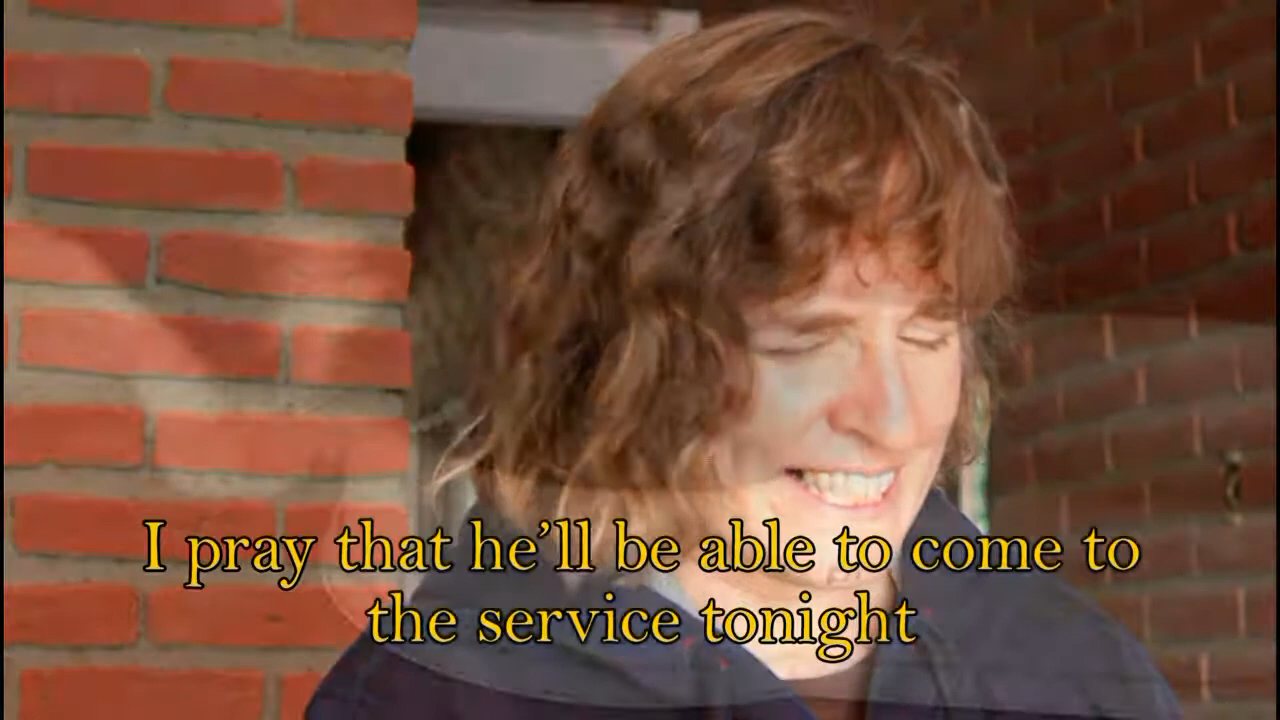 I pray that he’ll be able to come to
the service tonight